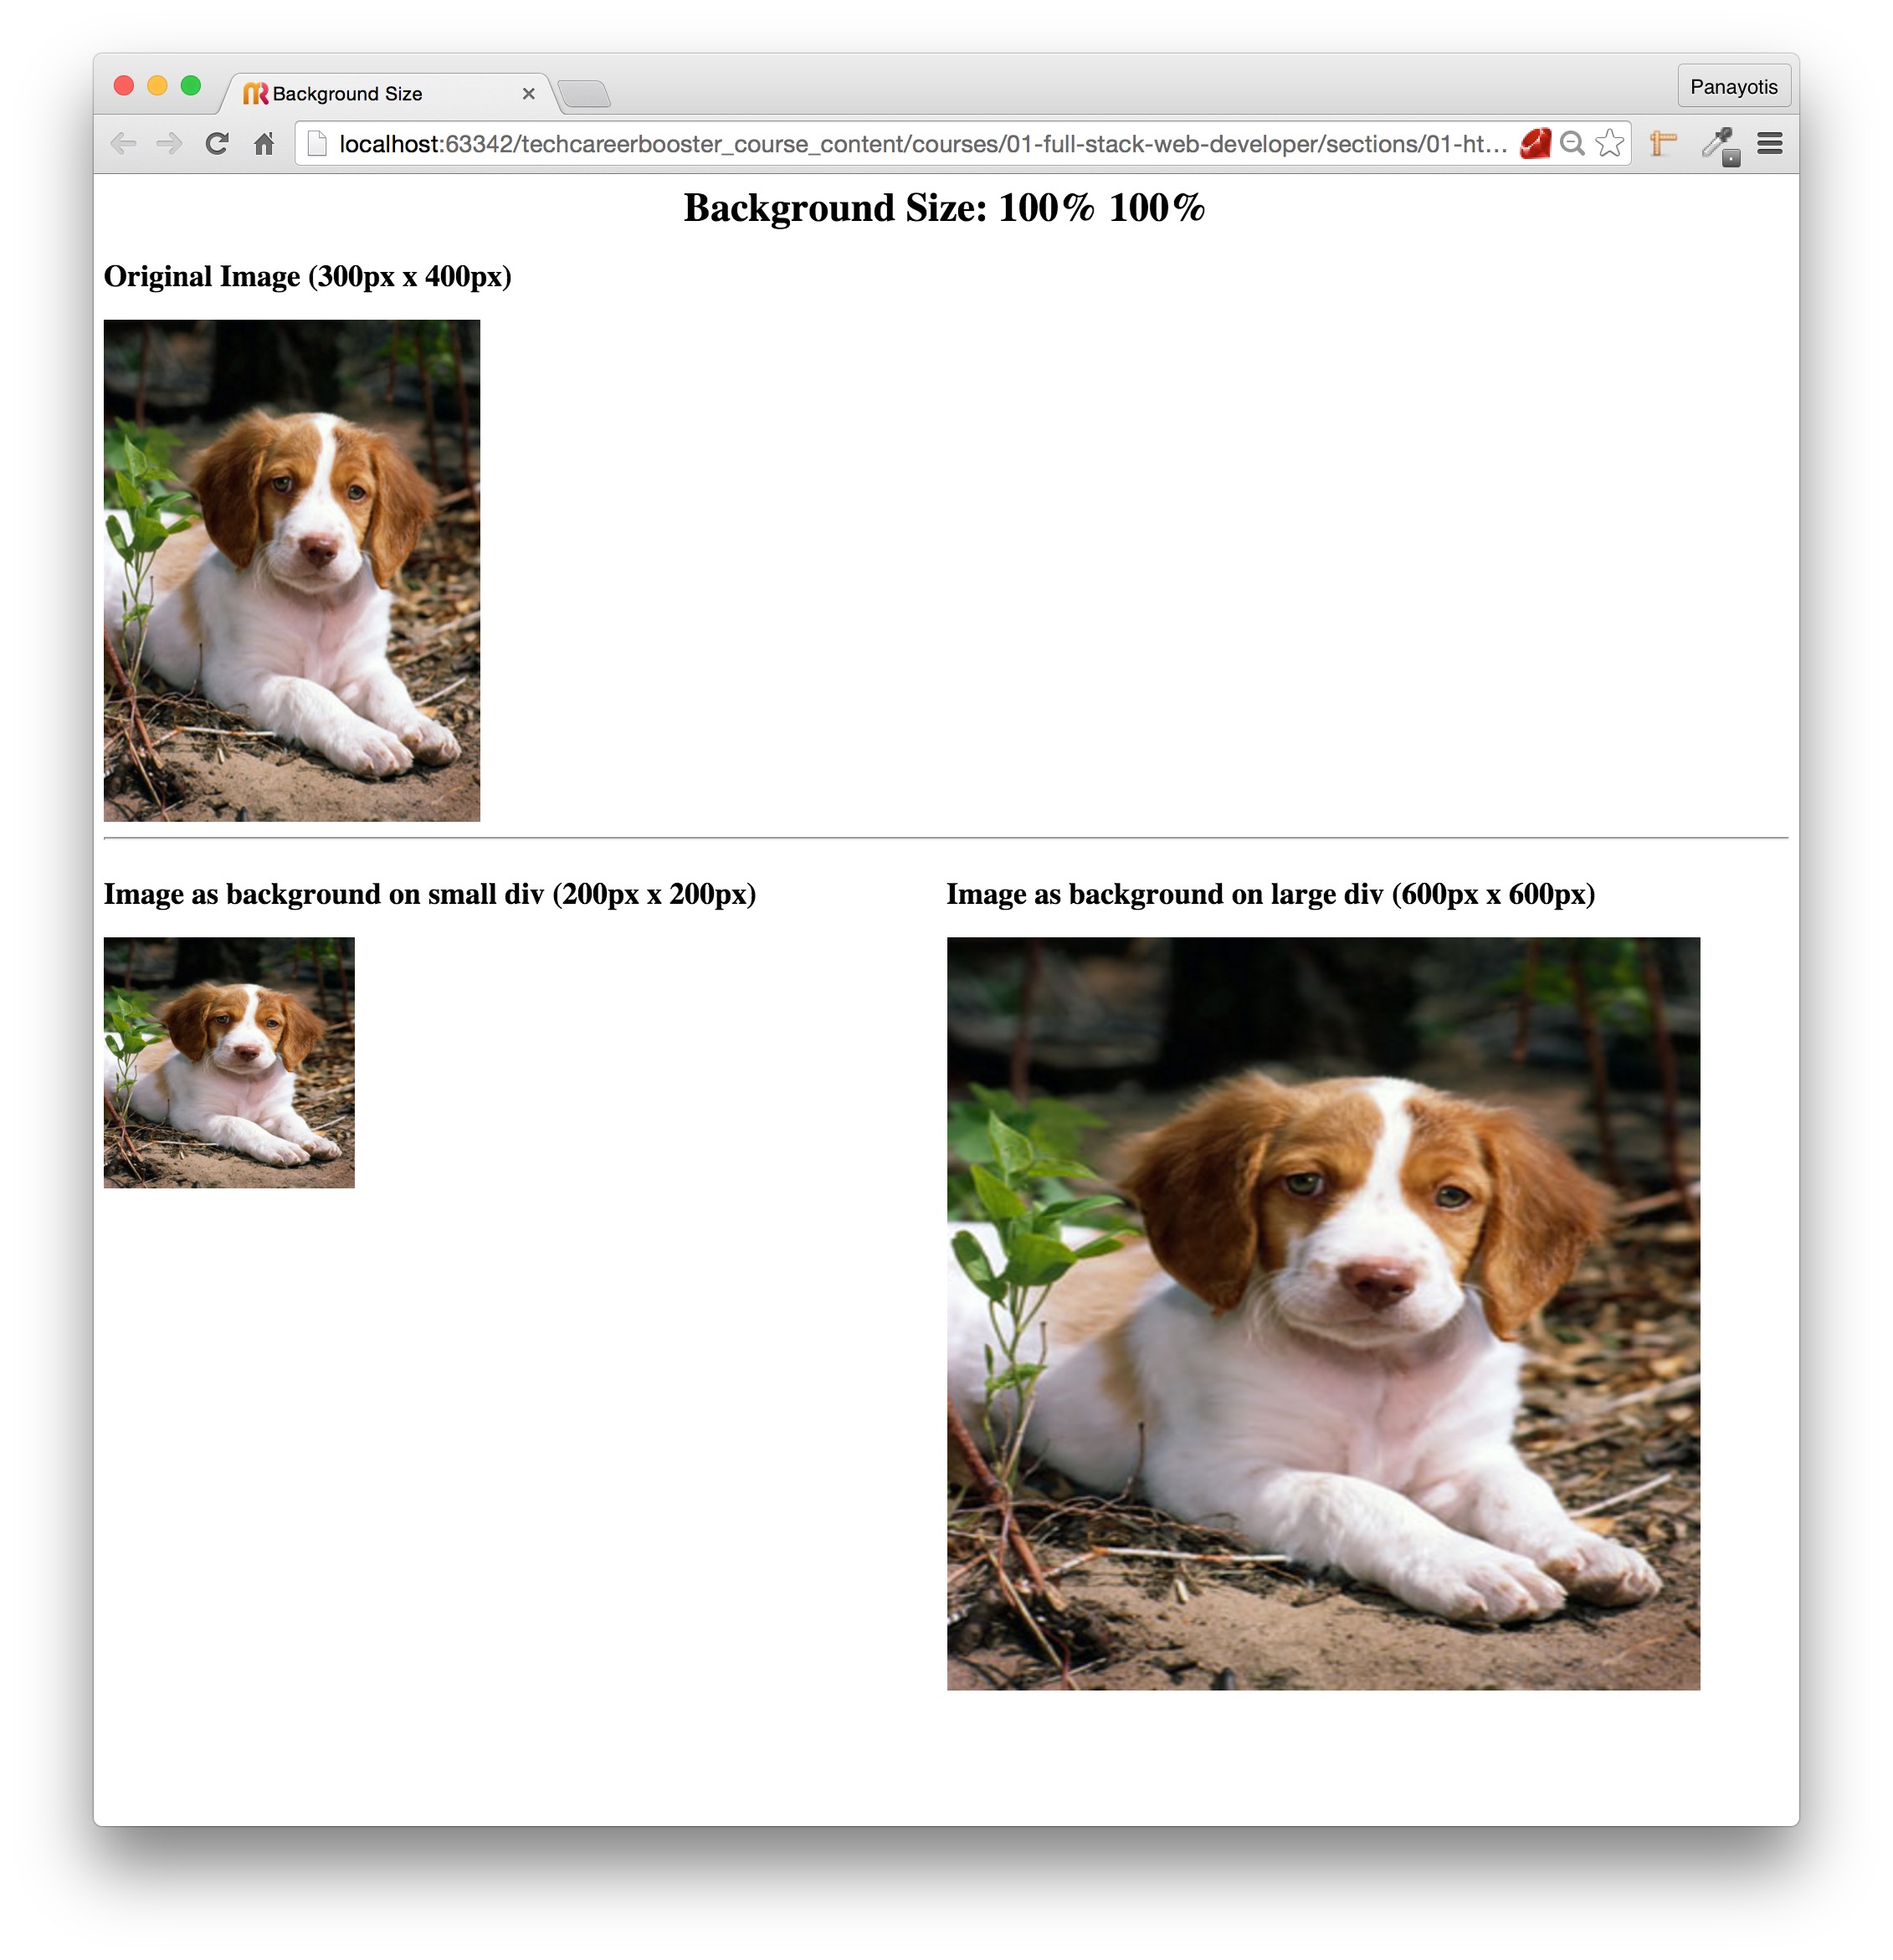 Background Size
Panayotis
localhost:63342/techcareerbooster_course_content/courses/01-full-stack-web-developer/sections/01-ht...
Background Size: 100% 100%
Original Image (300px x 400px)
Image as background on small div (200px x 200px)
Image as background on large div (600px x 600px)